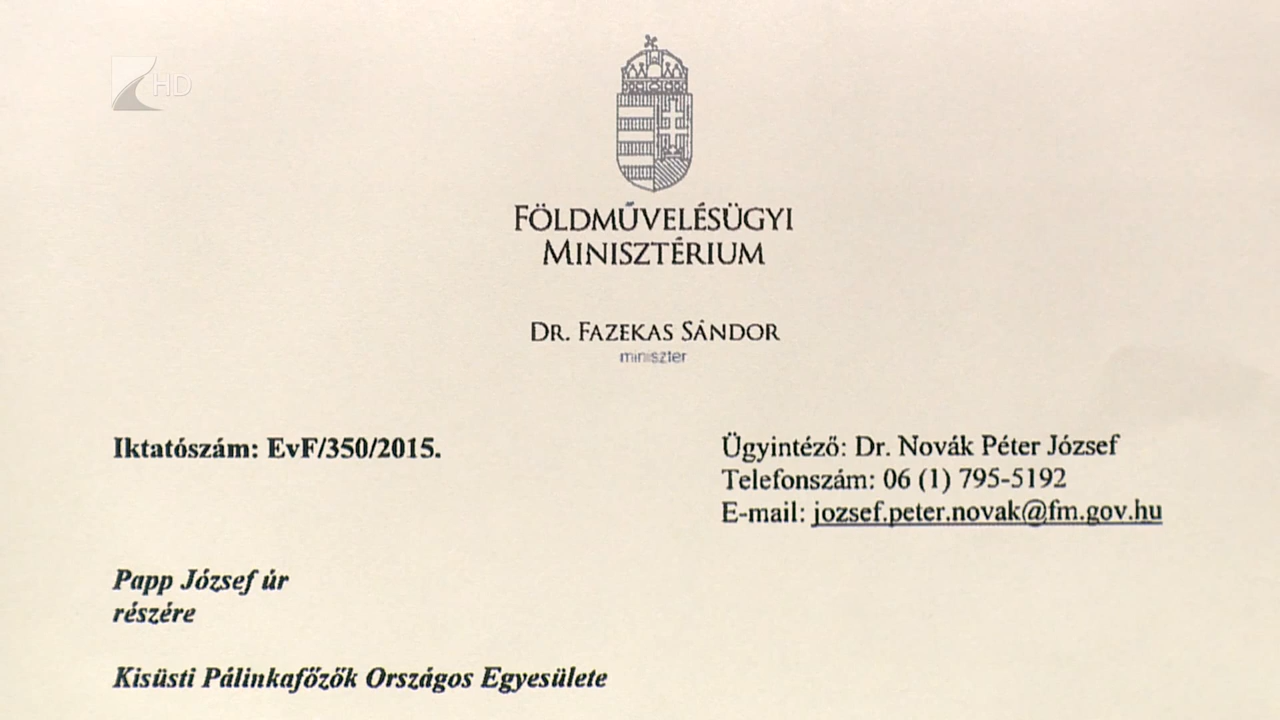 HD
FÖLDMŰVELÉSÜGYI
MINISZTÉRIUM
DR. FAZEKAS SÁNDOR
miniszter
Iktatószám: EvF/350/2015.
Ügyintéző: Dr. Novák Péter József
Telefonszám: 06 (1) 795-5192
E-mail: jozsef.peter.novak@fm.gov.hu
Papp József úr
részére
Kisüsti Pálinkafőzők Országos Egyesülete